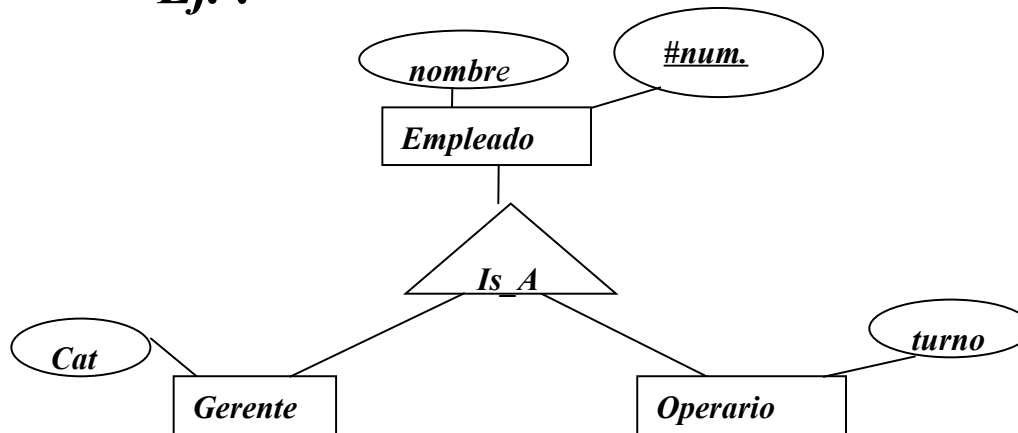 Ej. :
nombre
#num.
Empleado
Is_A
Cat
turno
Gerente
Operario